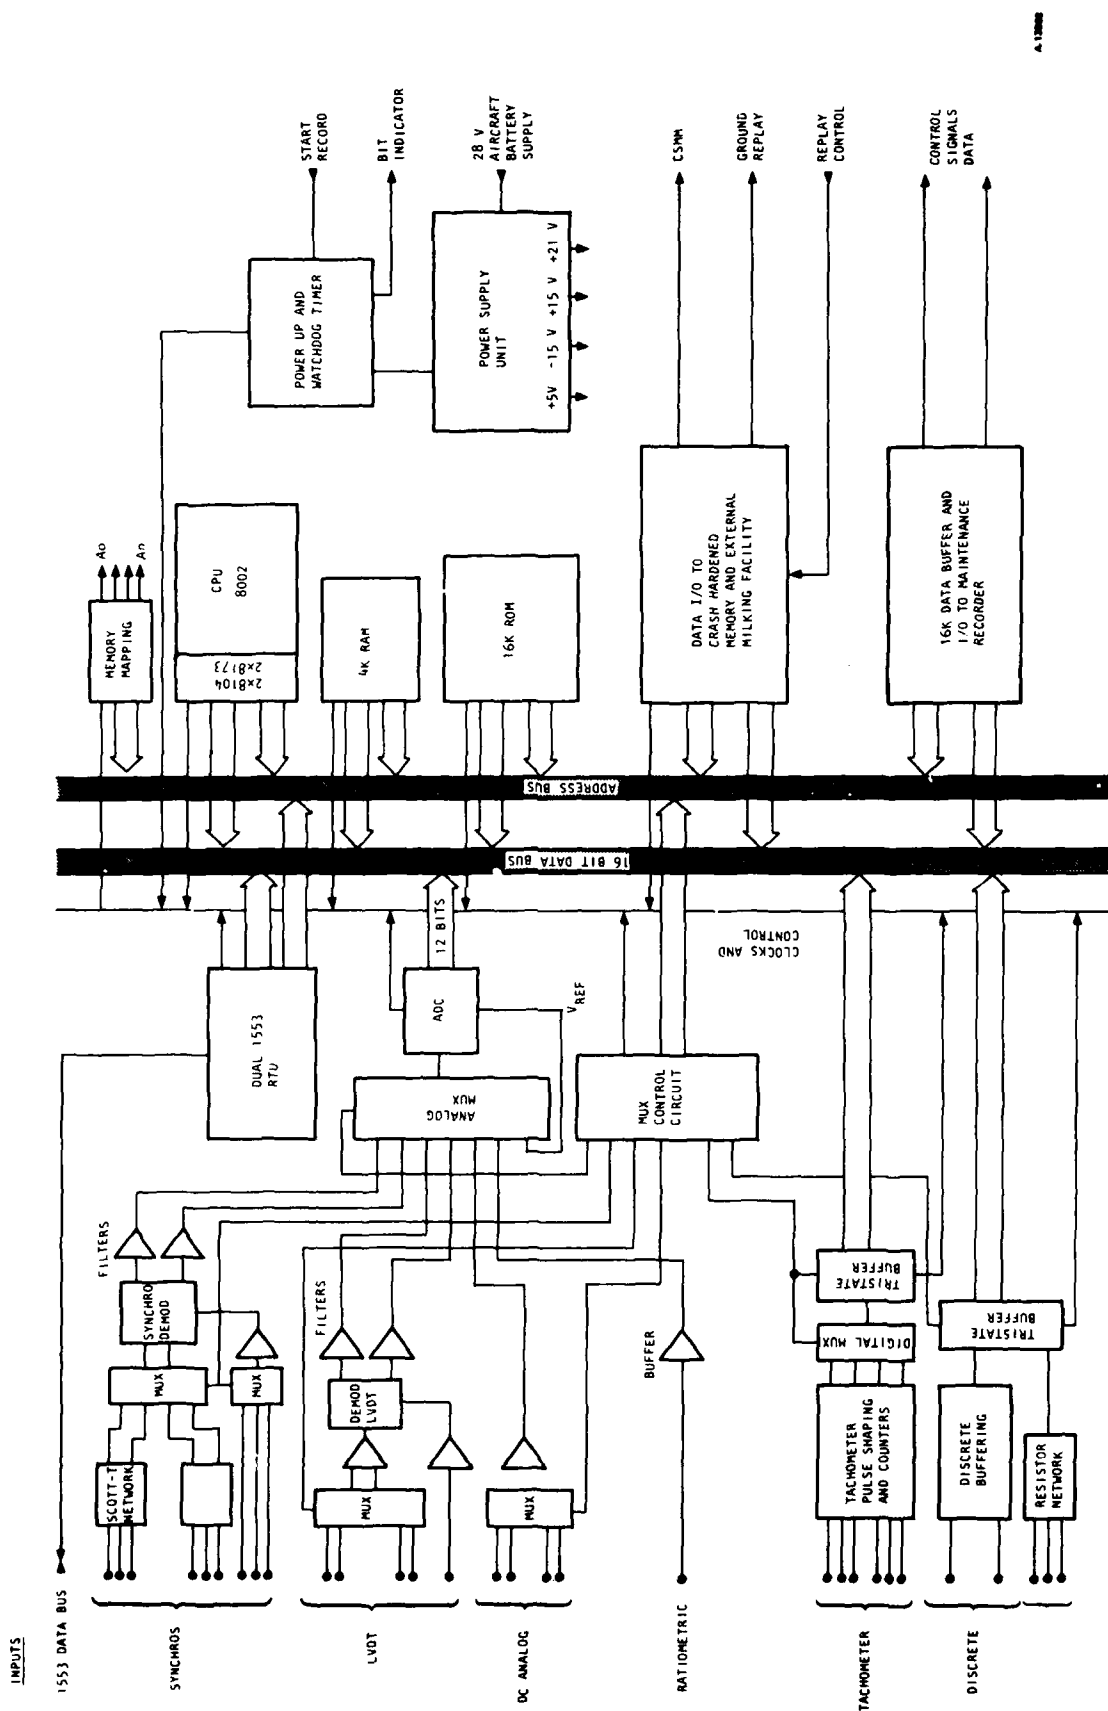 INPUTS
1553 DATA BUS
SYNCHROS
LVDT
DC ANALOG
RATIOMETRIC
TACHOMETER
DISCRETE
SCOTT-T
NETWORK
MUX
MUX
SYNCHRO
DEMOD
FILTERS
MUX
DEMOD
LVDT
FILTERS
MUX
BUFFER
TACHOMETER
PULSE SHAPING
AND COUNTERS
DIGITAL MUX
TRISTATE
BUFFER
DISCRETE
BUFFERING
RESISTOR
NETWORK
TRISTATE
BUFFER
DUAL 1553
RTU
ANALOG
MUX
ADC
12 BITS
VREF
MUX
CONTROL
CIRCUIT
CLOCKS AND
CONTROL
16 BIT DATA BUS
ADDRESS BUS
MEMORY
MAPPING
Ao
An
2x8104
2x8173
CPU
8002
4K RAM
16K ROM
DATA I/O TO
CRASH HARDENED
MEMORY AND EXTERNAL
MILKING FACILITY
16K DATA BUFFER AND
I/O TO MAINTENANCE
RECORDER
POWER UP AND
WATCHDOG TIMER
POWER SUPPLY
UNIT
+5V -15 V +15 V +21 V
START
RECORD
BIT
INDICATOR
28 V
AIRCRAFT
BATTERY
SUPPLY
CSMM
GROUND
REPLAY
REPLAY
CONTROL
CONTROL
SIGNALS
DATA